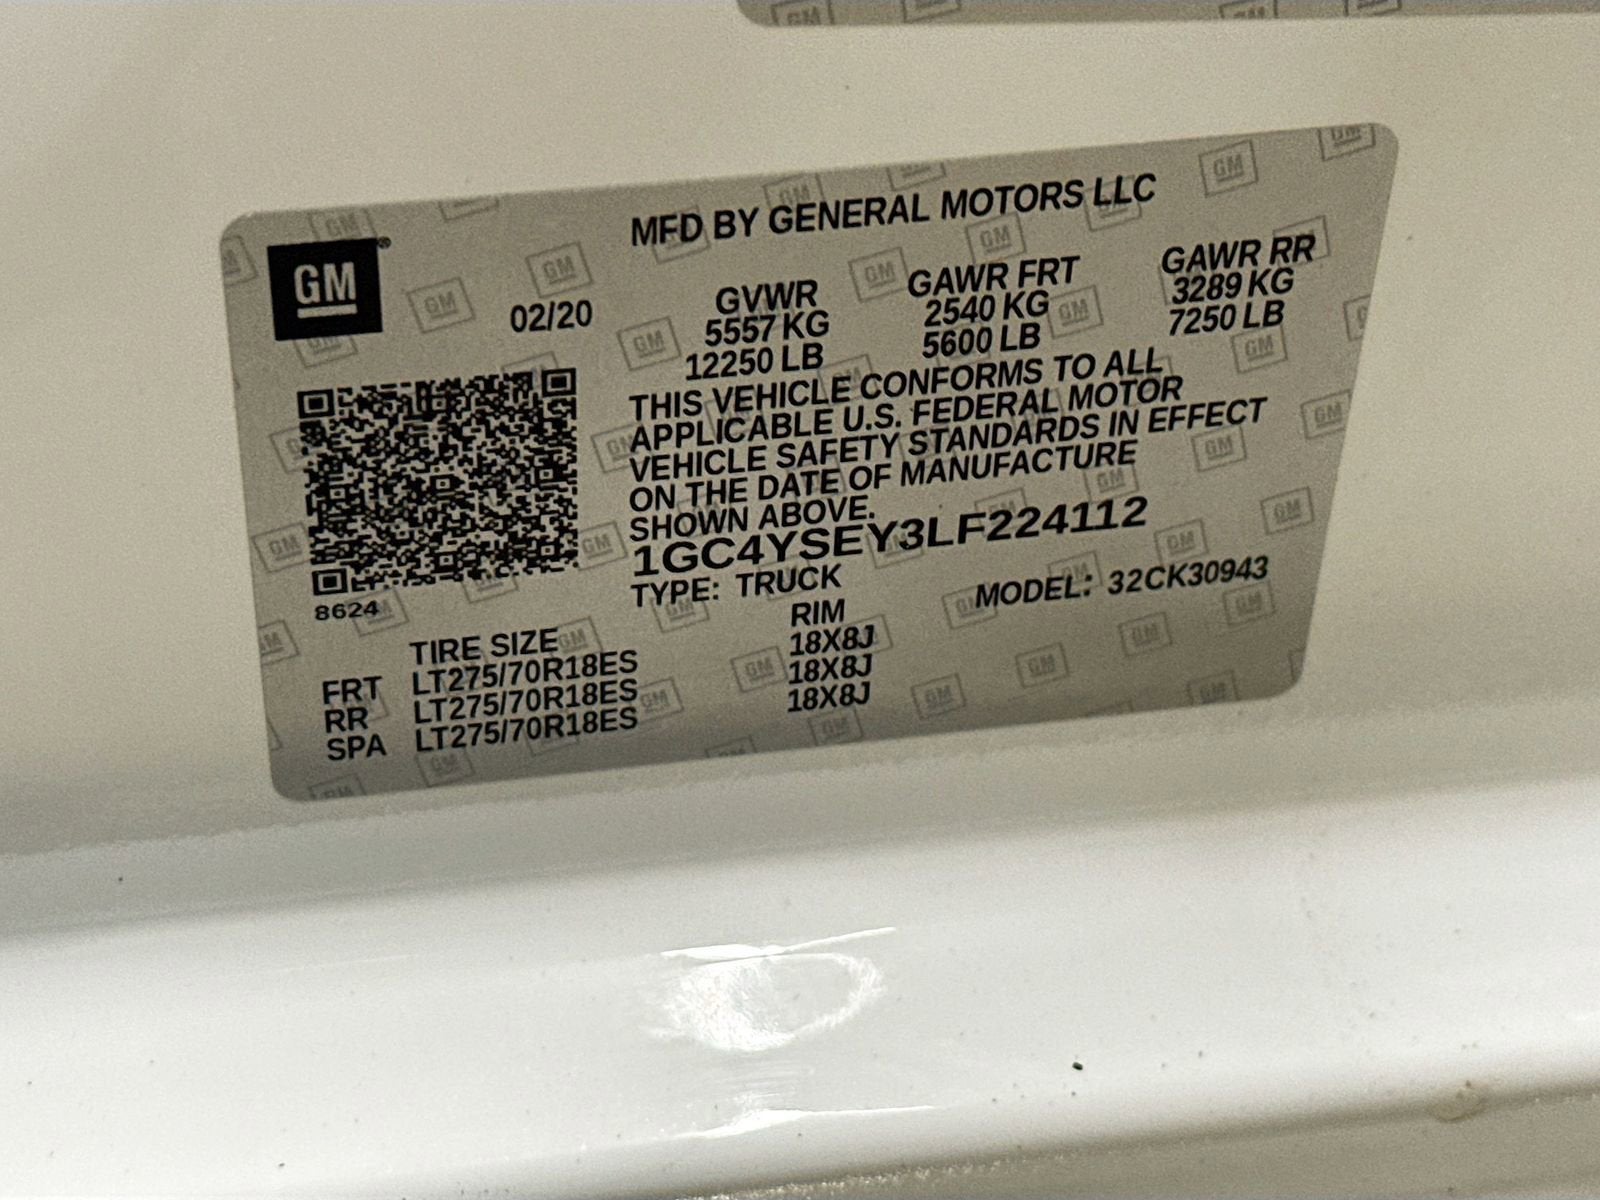 MFD BY GENERAL MOTORS LLC
GM®
02/20
GVWR GAWR FRT GAWR RR
5557 KG 2540 KG 3289 KG
12250 LB 5600 LB 7250 LB
THIS VEHICLE CONFORMS TO ALL
APPLICABLE U.S. FEDERAL MOTOR
VEHICLE SAFETY STANDARDS IN EFFECT
ON THE DATE OF MANUFACTURE
SHOWN ABOVE.
1GC4YSEY3LF224112
TYPE: TRUCK MODEL: 32CK30943
8624
TIRE SIZE RIM
FRT LT275/70R18ES 18X8J
RR LT275/70R18ES 18X8J
SPA LT275/70R18ES 18X8J